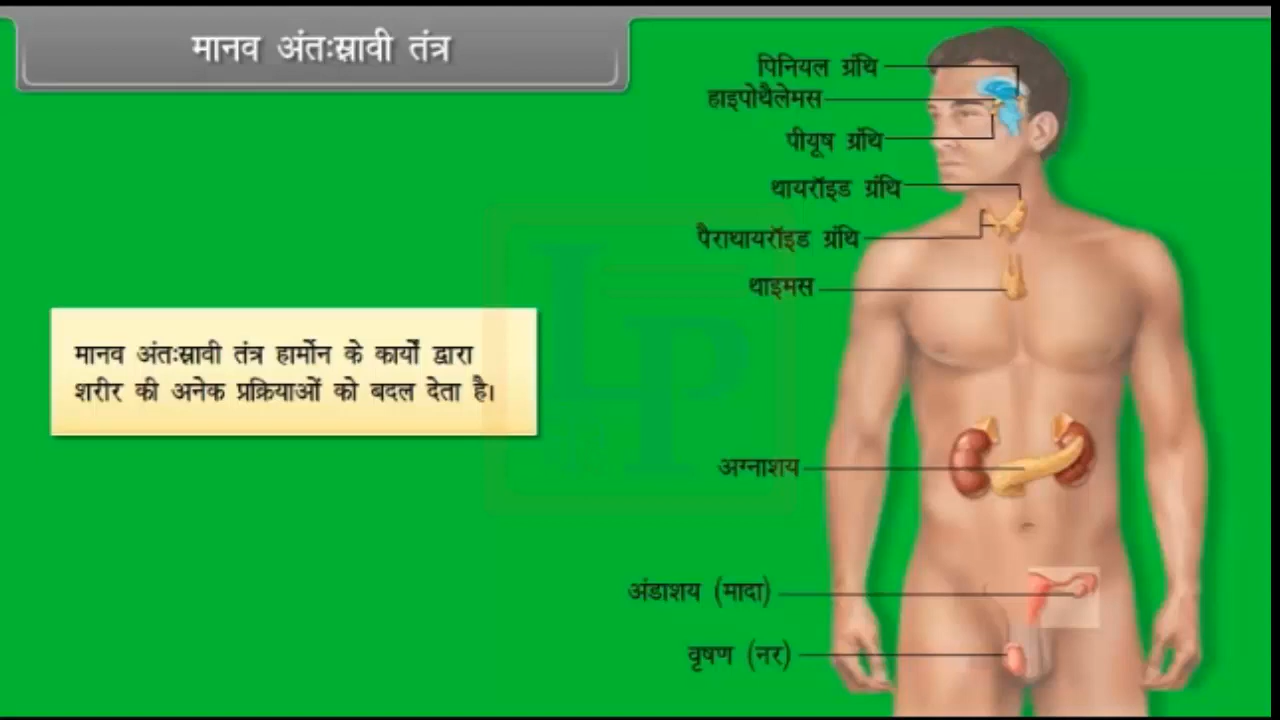 मानव अंतःस्रावी तंत्र
पिनियल ग्रंथि
हाइपोथैलेमस
पीयूष ग्रंथि
थायरॉइड ग्रंथि
पैराथायरॉइड ग्रंथि
थाइमस
मानव अंतःस्रावी तंत्र हार्मोन के कार्यों द्वारा
शरीर की अनेक प्रक्रियाओं को बदल देता है।
अग्नाशय
अंडाशय (मादा)
वृषण (नर)
LP